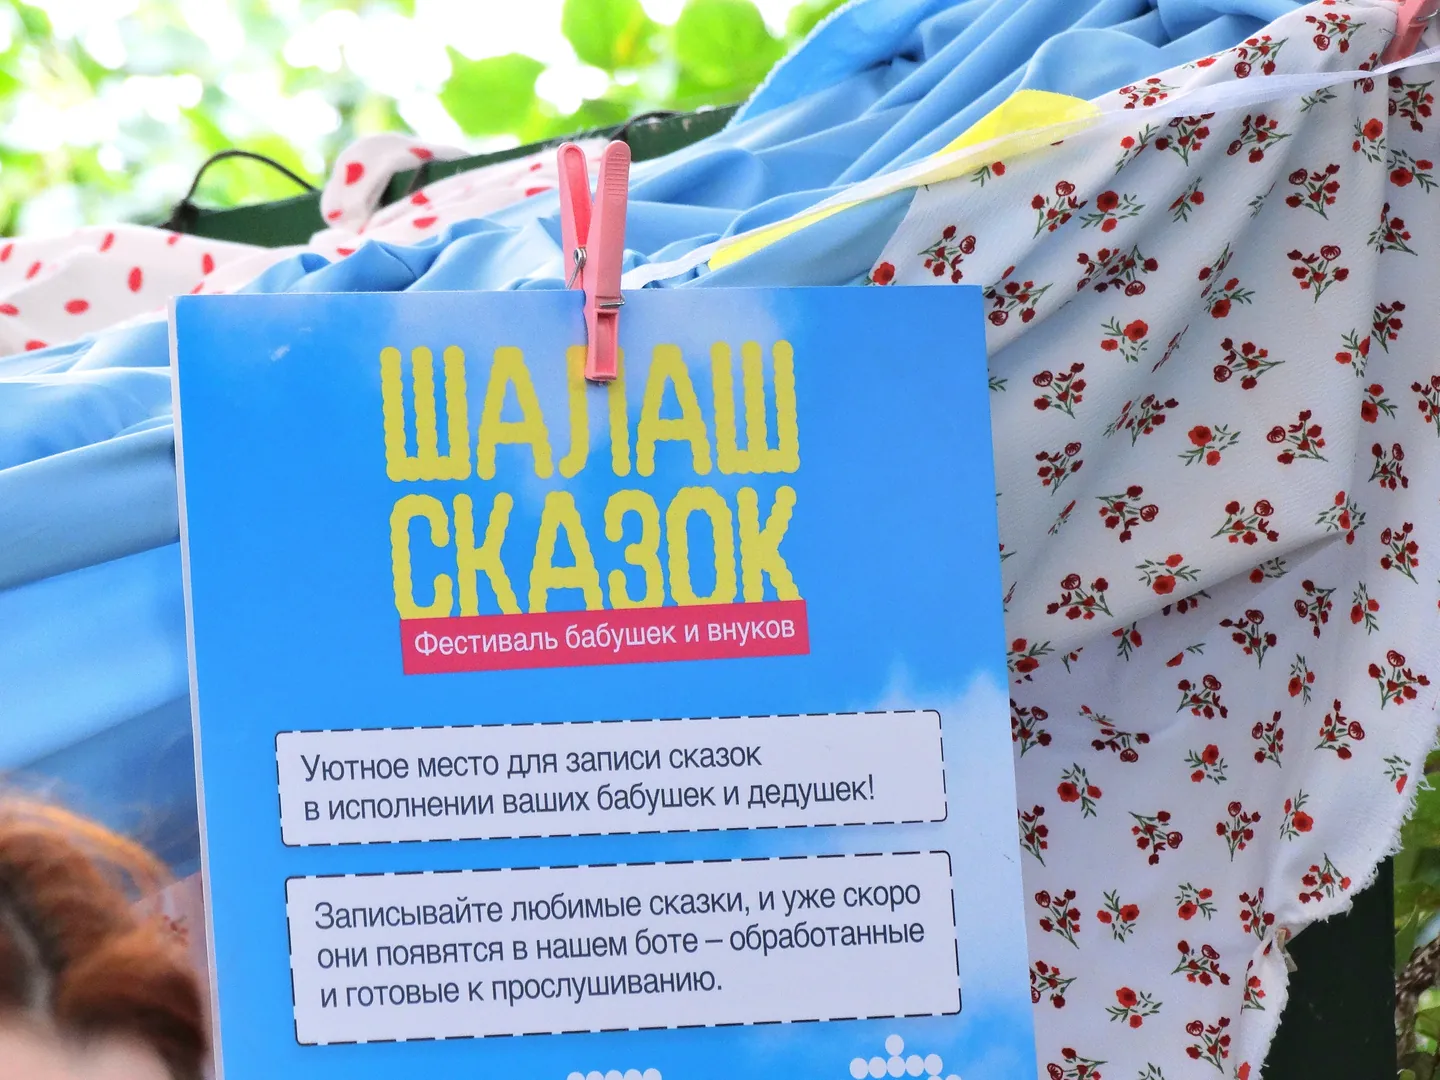 ШАЛАШ
СКАЗОК
Фестиваль бабушек и внуков
Уютное место для записи сказок
в исполнении ваших бабушек и дедушек!
Записывайте любимые сказки, и уже скоро
они появятся в нашем боте – обработанные
и готовые к прослушиванию.